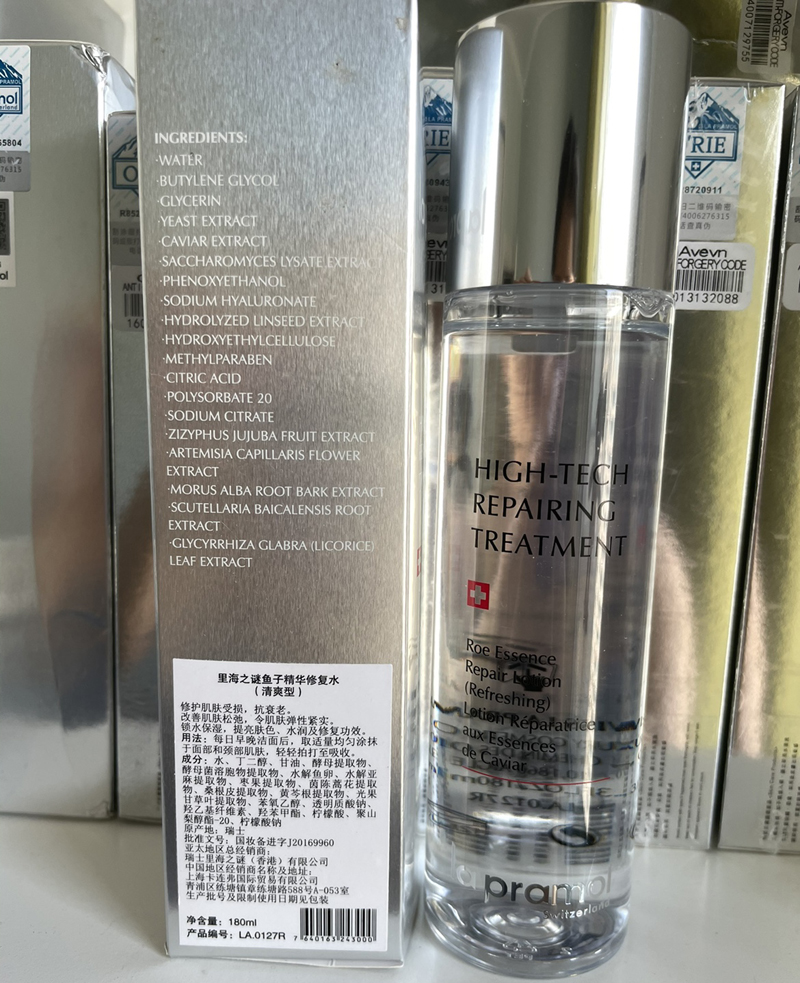 INGREDIENTS:
·WATER
·BUTYLENE GLYCOL
·GLYCERIN
·YEAST EXTRACT
·CAVIAR EXTRACT
·SACCHAROMYCES LYSATE EXTRACT
·PHENOXYETHANOL
·SODIUM HYALURONATE
·HYDROLYZED LINSEED EXTRACT
·HYDROXYETHYLCELLULOSE
·METHYLPARABEN
·CITRIC ACID
·POLYSORBATE 20
·SODIUM CITRATE
·ZIZYPHUS JUJUBA FRUIT EXTRACT
·ARTEMISIA CAPILLARIS FLOWER
EXTRACT
·MORUS ALBA ROOT BARK EXTRACT
·SCUTELLARIA BAICALENSIS ROOT
EXTRACT
·GLYCYRRHIZA GLABRA (LICORICE)
LEAF EXTRACT
里海之谜鱼子精华修复水
(清爽型)
修护肌肤受损,抗衰老。
改善肌肤松弛,令肌肤弹性紧实。
锁水保湿,提亮肤色、水润及修复功效。
用法:每日早晚洁面后,取适量均匀涂抹
于面部和颈部肌肤,轻轻拍打至吸收。
成分:水、丁二醇、甘油、酵母提取物、
酵母菌溶胞物提取物、水解鱼卵、水解亚
麻提取物、枣果提取物、茵陈蒿花提取
物、桑根皮提取物、黄芩根提取物、光果
甘草叶提取物、苯氧乙醇、透明质酸钠、
羟乙基纤维素、羟苯甲酯、柠檬酸、聚山
梨醇酯-20、柠檬酸钠
原产地:瑞士
批准文号:国妆备进字J20169960
亚太地区总经销商:
瑞士里海之谜(香港)有限公司
中国地区经销商名称及地址:
上海卡连弗国际贸易有限公司
青浦区练塘镇章练塘路588号A-053室
生产批号及限制使用日期见包装
净含量: 180ml
产品编号: LA.0127R
7 640163 243000
HIGH-TECH
REPAIRING
TREATMENT
Roe Essence
Repair Lotion
(Refreshing)
Lotion Réparatrice
aux Essences
de Caviar
a pramol
Switzerland
RIE
8720911
4006276315
Avevn
FORGERY CODE
013132088
Avevn
4007129755